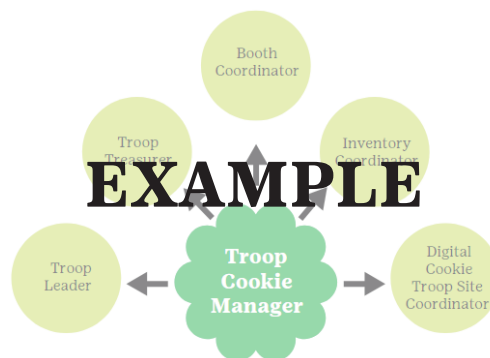 Booth
Coordinator
Troop
Treasurer
Inventory
Coordinator
EXAMPLE
Troop
Leader
Troop
Cookie
Manager
Digital
Cookie
Troop Site
Coordinator